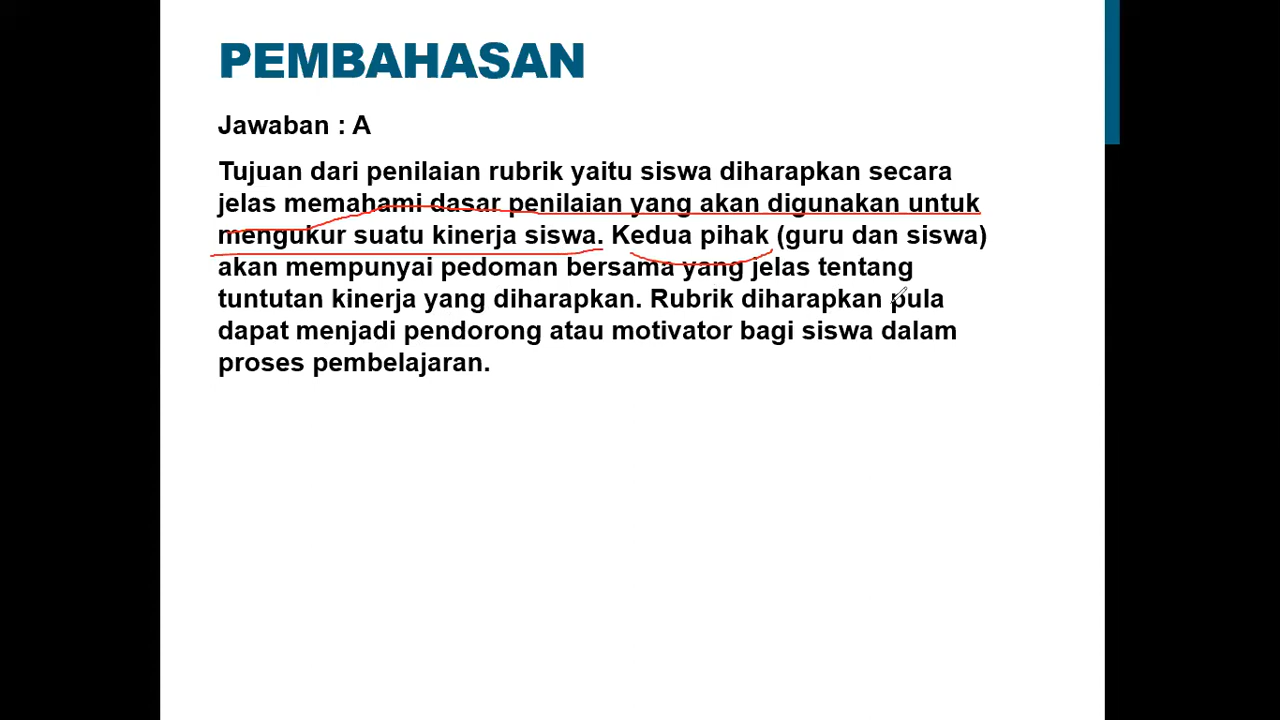 PEMBAHASAN
Jawaban : A
Tujuan dari penilaian rubrik yaitu siswa diharapkan secara
jelas memahami dasar penilaian yang akan digunakan untuk
mengukur suatu kinerja siswa. Kedua pihak (guru dan siswa)
akan mempunyai pedoman bersama yang jelas tentang
tuntutan kinerja yang diharapkan. Rubrik diharapkan pula
dapat menjadi pendorong atau motivator bagi siswa dalam
proses pembelajaran.